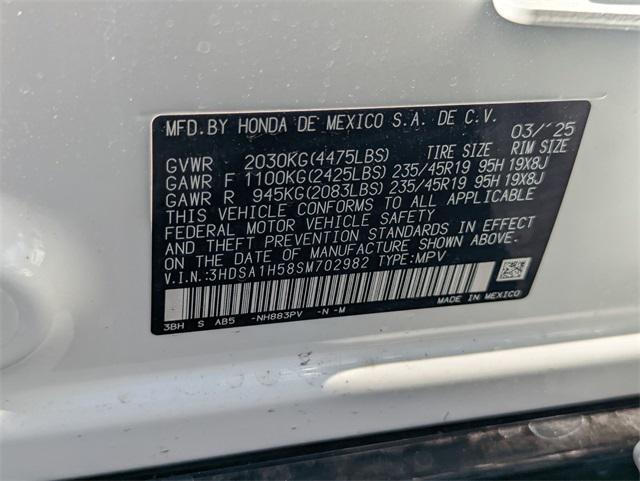 MFD.BY HONDA DE MEXICO S.A. DE C.V.
03/´25
GVWR 2030KG(4475LBS) TIRE SIZE RIM SIZE
GAWR F 1100KG(2425LBS) 235/45R19 95H 19X8J
GAWR R 945KG(2083LBS) 235/45R19 95H 19X8J
THIS VEHICLE CONFORMS TO ALL APPLICABLE
FEDERAL MOTOR VEHICLE SAFETY
AND THEFT PREVENTION STANDARDS IN EFFECT
ON THE DATE OF MANUFACTURE SHOWN ABOVE.
V.I.N.:3HDSA1H58SM702982 TYPE:MPV
MADE IN MEXICO
3BH S AB5 -NH883PV -N -M